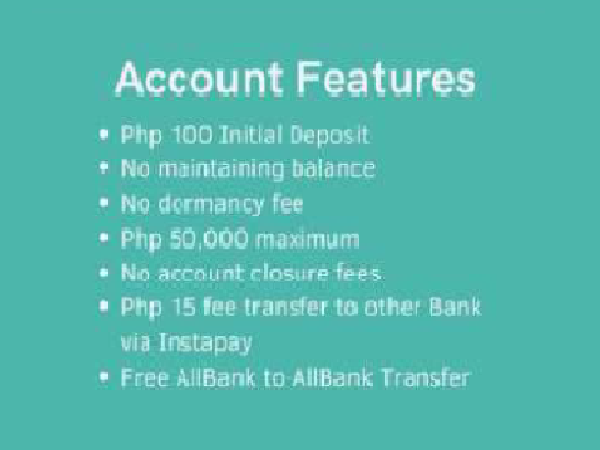 Account Features
• Php 100 Initial Deposit
• No maintaining balance
• No dormancy fee
• Php 50,000 maximum
• No account closure fees.
• Php 15 fee transfer to other Bank
via Instapay
• Free AllBank to AllBank Transfer